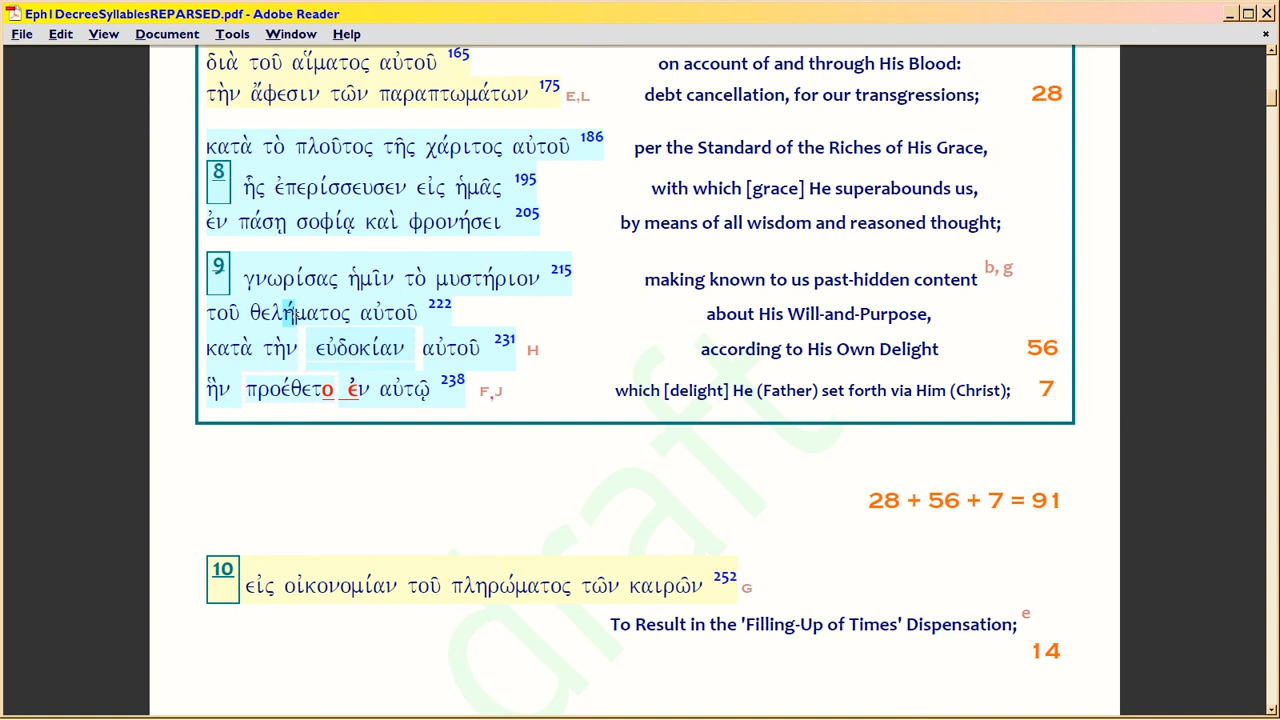 Eph1DecreeSyllablesREPARSED.pdf - Adobe Reader
File Edit View Document Tools Window Help
διὰ τοῦ αἵματος αὐτοῦ 165 on account of and through His Blood:
τὴν ἄφεσιν τῶν παραπτωμάτων 175 E,L debt cancellation, for our transgressions; 28
κατὰ τὸ πλοῦτος τῆς χάριτος αὐτοῦ 186 per the Standard of the Riches of His Grace,
8 ἧς ἐπερίσσευσεν εἰς ἡμᾶς 195 with which [grace] He superabounds us,
ἐν πάσῃ σοφίᾳ καὶ φρονήσει 205 by means of all wisdom and reasoned thought;
9 γνωρίσας ἡμῖν τὸ μυστήριον 215 making known to us past-hidden content b, g
τοῦ θελήματος αὐτοῦ 222 about His Will-and-Purpose,
κατὰ τὴν εὐδοκίαν αὐτοῦ 231 H according to His Own Delight 56
ἣν προέθετο ἐν αὐτῷ 238 F,J which [delight] He (Father) set forth via Him (Christ); 7
28 + 56 + 7 = 91
10 εἰς οἰκονομίαν τοῦ πληρώματος τῶν καιρῶν 252 G
To Result in the 'Filling-Up of Times' Dispensation; e
14
draft